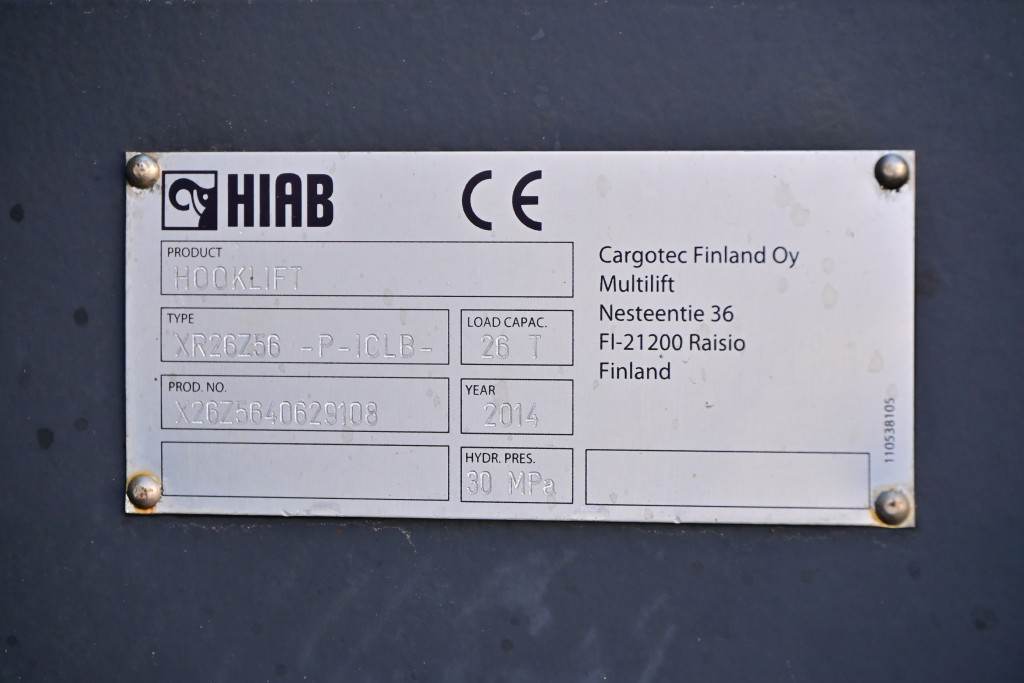 HIAB
CE
PRODUCT
HOOKLIFT
TYPE
XR26Z56 -P-ICLB-
LOAD CAPAC.
26 T
PROD. NO.
X26Z5640629108
YEAR
2014
HYDR. PRES.
30 MPa
Cargotec Finland Oy
Multilift
Nesteentie 36
FI-21200 Raisio
Finland
110538105